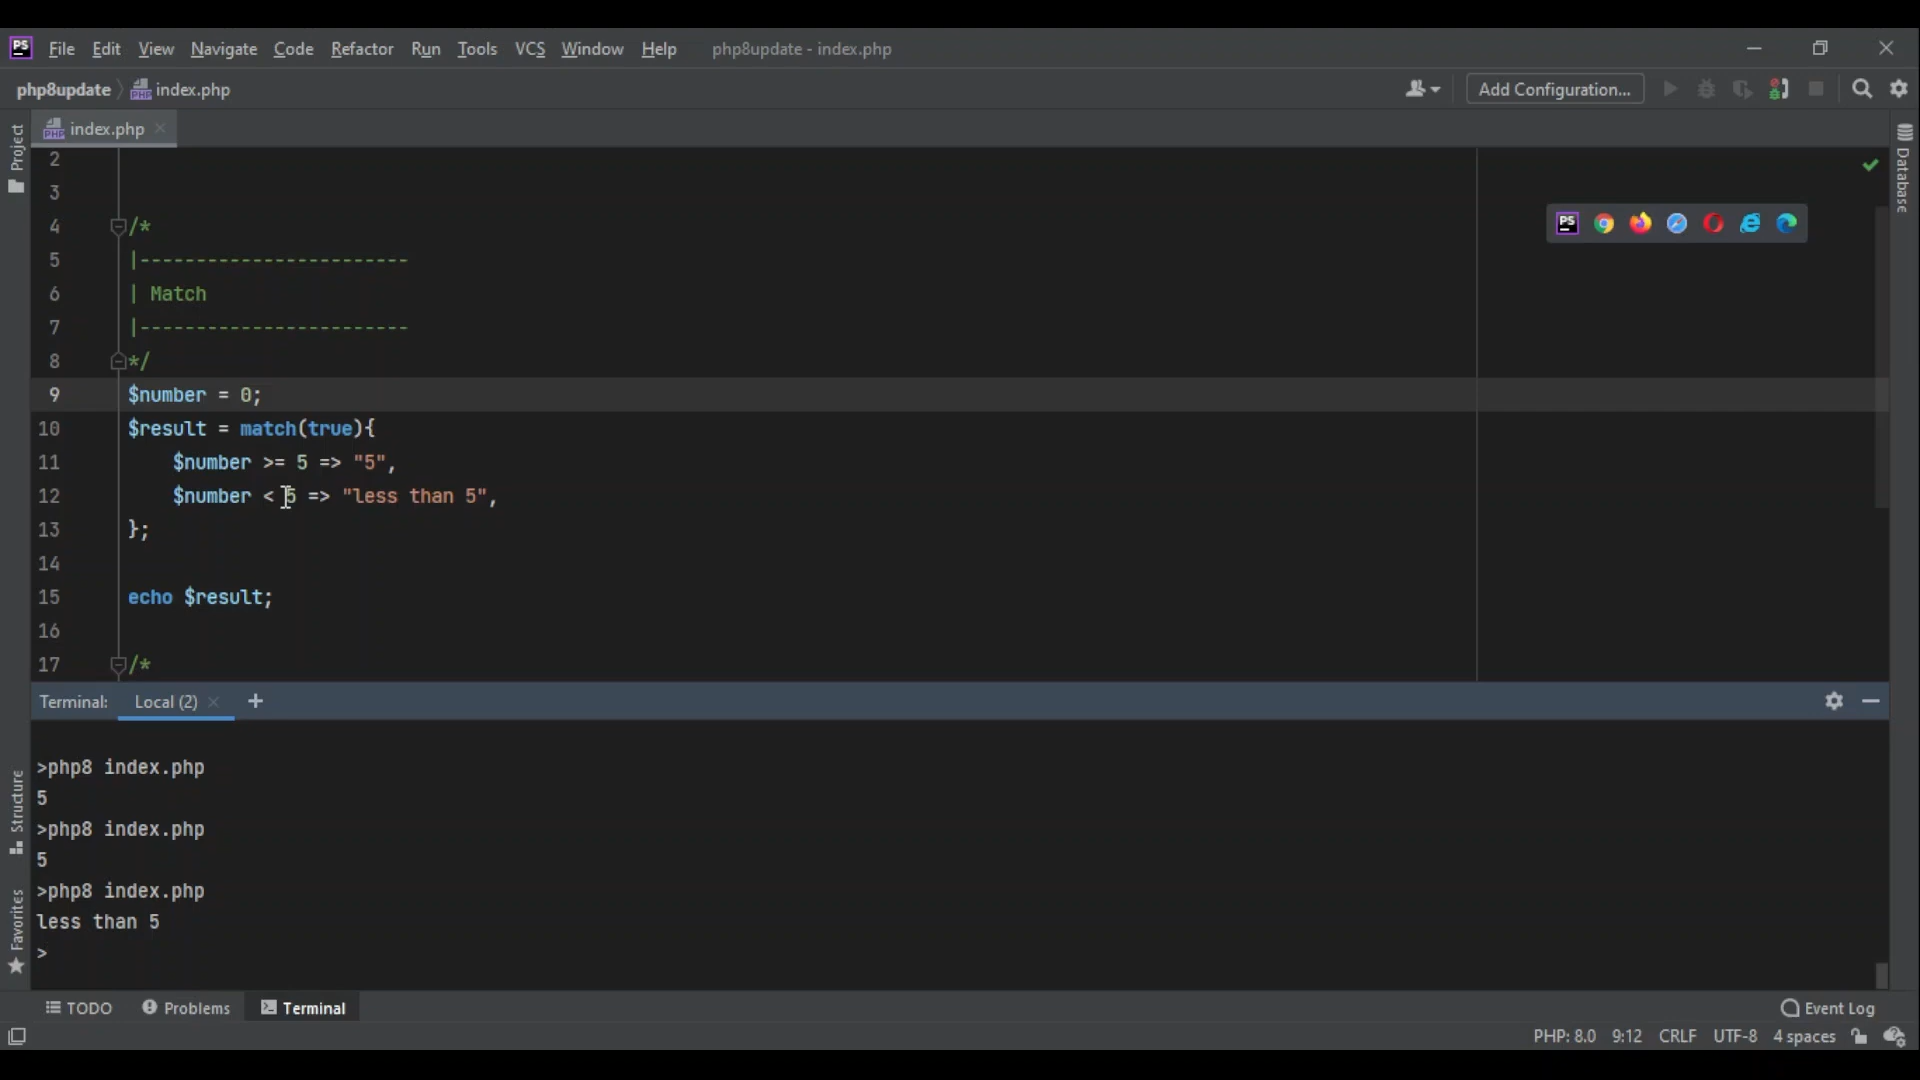 PS File Edit View Navigate Code Refactor Run Tools VCS Window Help php8update - index.php
php8update index.php Add Configuration...
index.php
Project
Database
2
3
4 /*
5 |------------------------
6 | Match
7 |------------------------
8 */
9 $number = 0;
10 $result = match(true){
11 $number >= 5 => "5",
12 $number < 5 => "less than 5",
13 };
14
15 echo $result;
16
17 /*
PS
Terminal: Local (2) +
>php8 index.php
5
>php8 index.php
5
>php8 index.php
less than 5
>
Structure
Favorites
TODO Problems Terminal Event Log
PHP: 8.0 9:12 CRLF UTF-8 4 spaces